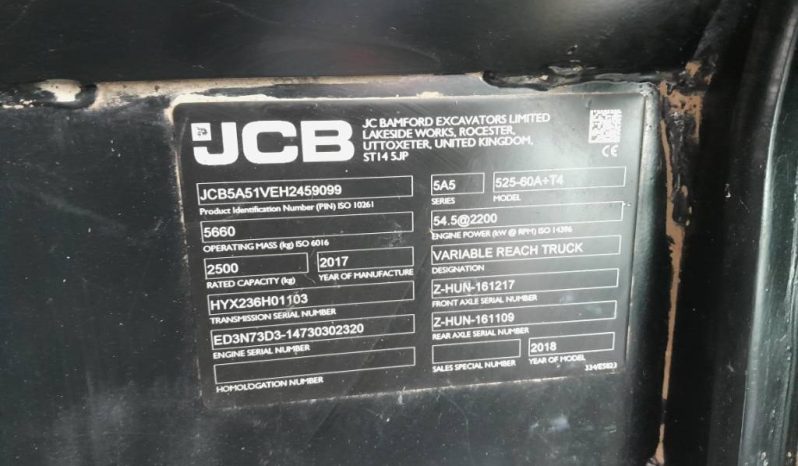 JCB
JC BAMFORD EXCAVATORS LIMITED
LAKESIDE WORKS, ROCESTER,
UTTOXETER, UNITED KINGDOM,
ST14 5JP
CE
JCB5A51VEH2459099
Product Identification Number (PIN) ISO 10261
5A5
SERIES
525-60A+T4
MODEL
5660
OPERATING MASS (kg) ISO 6016
54.5@2200
ENGINE POWER (kW @ RPM) ISO 14396
2500
RATED CAPACITY (kg)
2017
YEAR OF MANUFACTURE
VARIABLE REACH TRUCK
DESIGNATION
HYX236H01103
TRANSMISSION SERIAL NUMBER
Z-HUN-161217
FRONT AXLE SERIAL NUMBER
ED3N73D3-14730302320
ENGINE SERIAL NUMBER
Z-HUN-161109
REAR AXLE SERIAL NUMBER
HOMOLOGATION NUMBER
SALES SPECIAL NUMBER
2018
YEAR OF MODEL
334/E5823